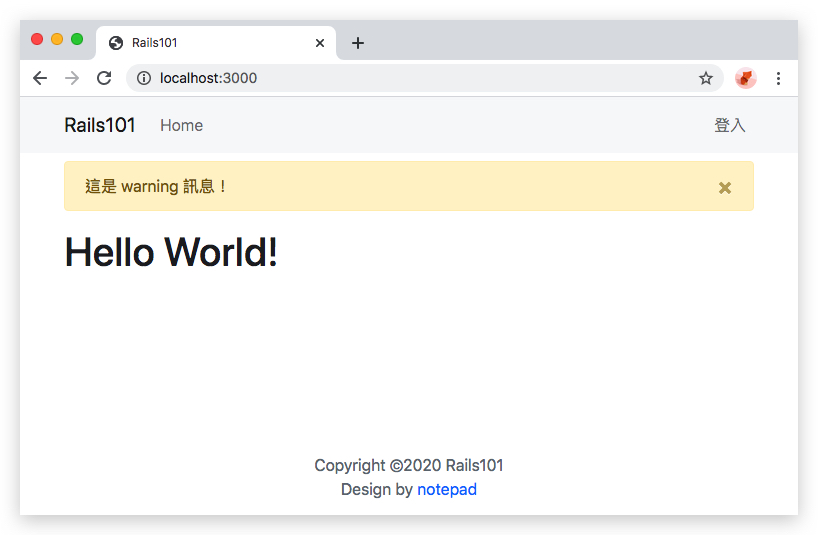 Rails101
localhost:3000
Rails101 Home 登入
這是 warning 訊息！
Hello World!
Copyright ©2020 Rails101
Design by notepad